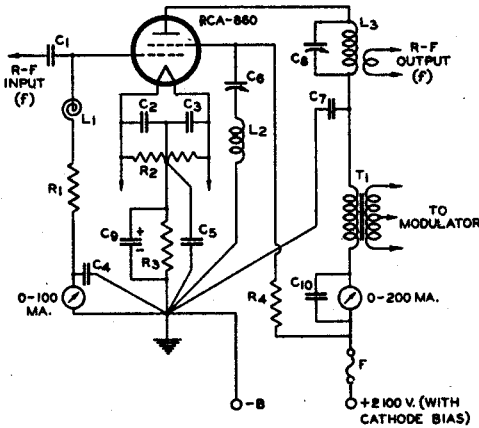 RCA-860
C1
R-F
INPUT
(f)
L1
R1
C4
0-100
MA.
C2
C3
R2
C9
+
-
R3
C5
C6
L2
R4
C8
L3
R-F
OUTPUT
(f)
C7
T1
TO
MODULATOR
C10
0-200 MA.
F
-B
+2100 V. (WITH
CATHODE BIAS)